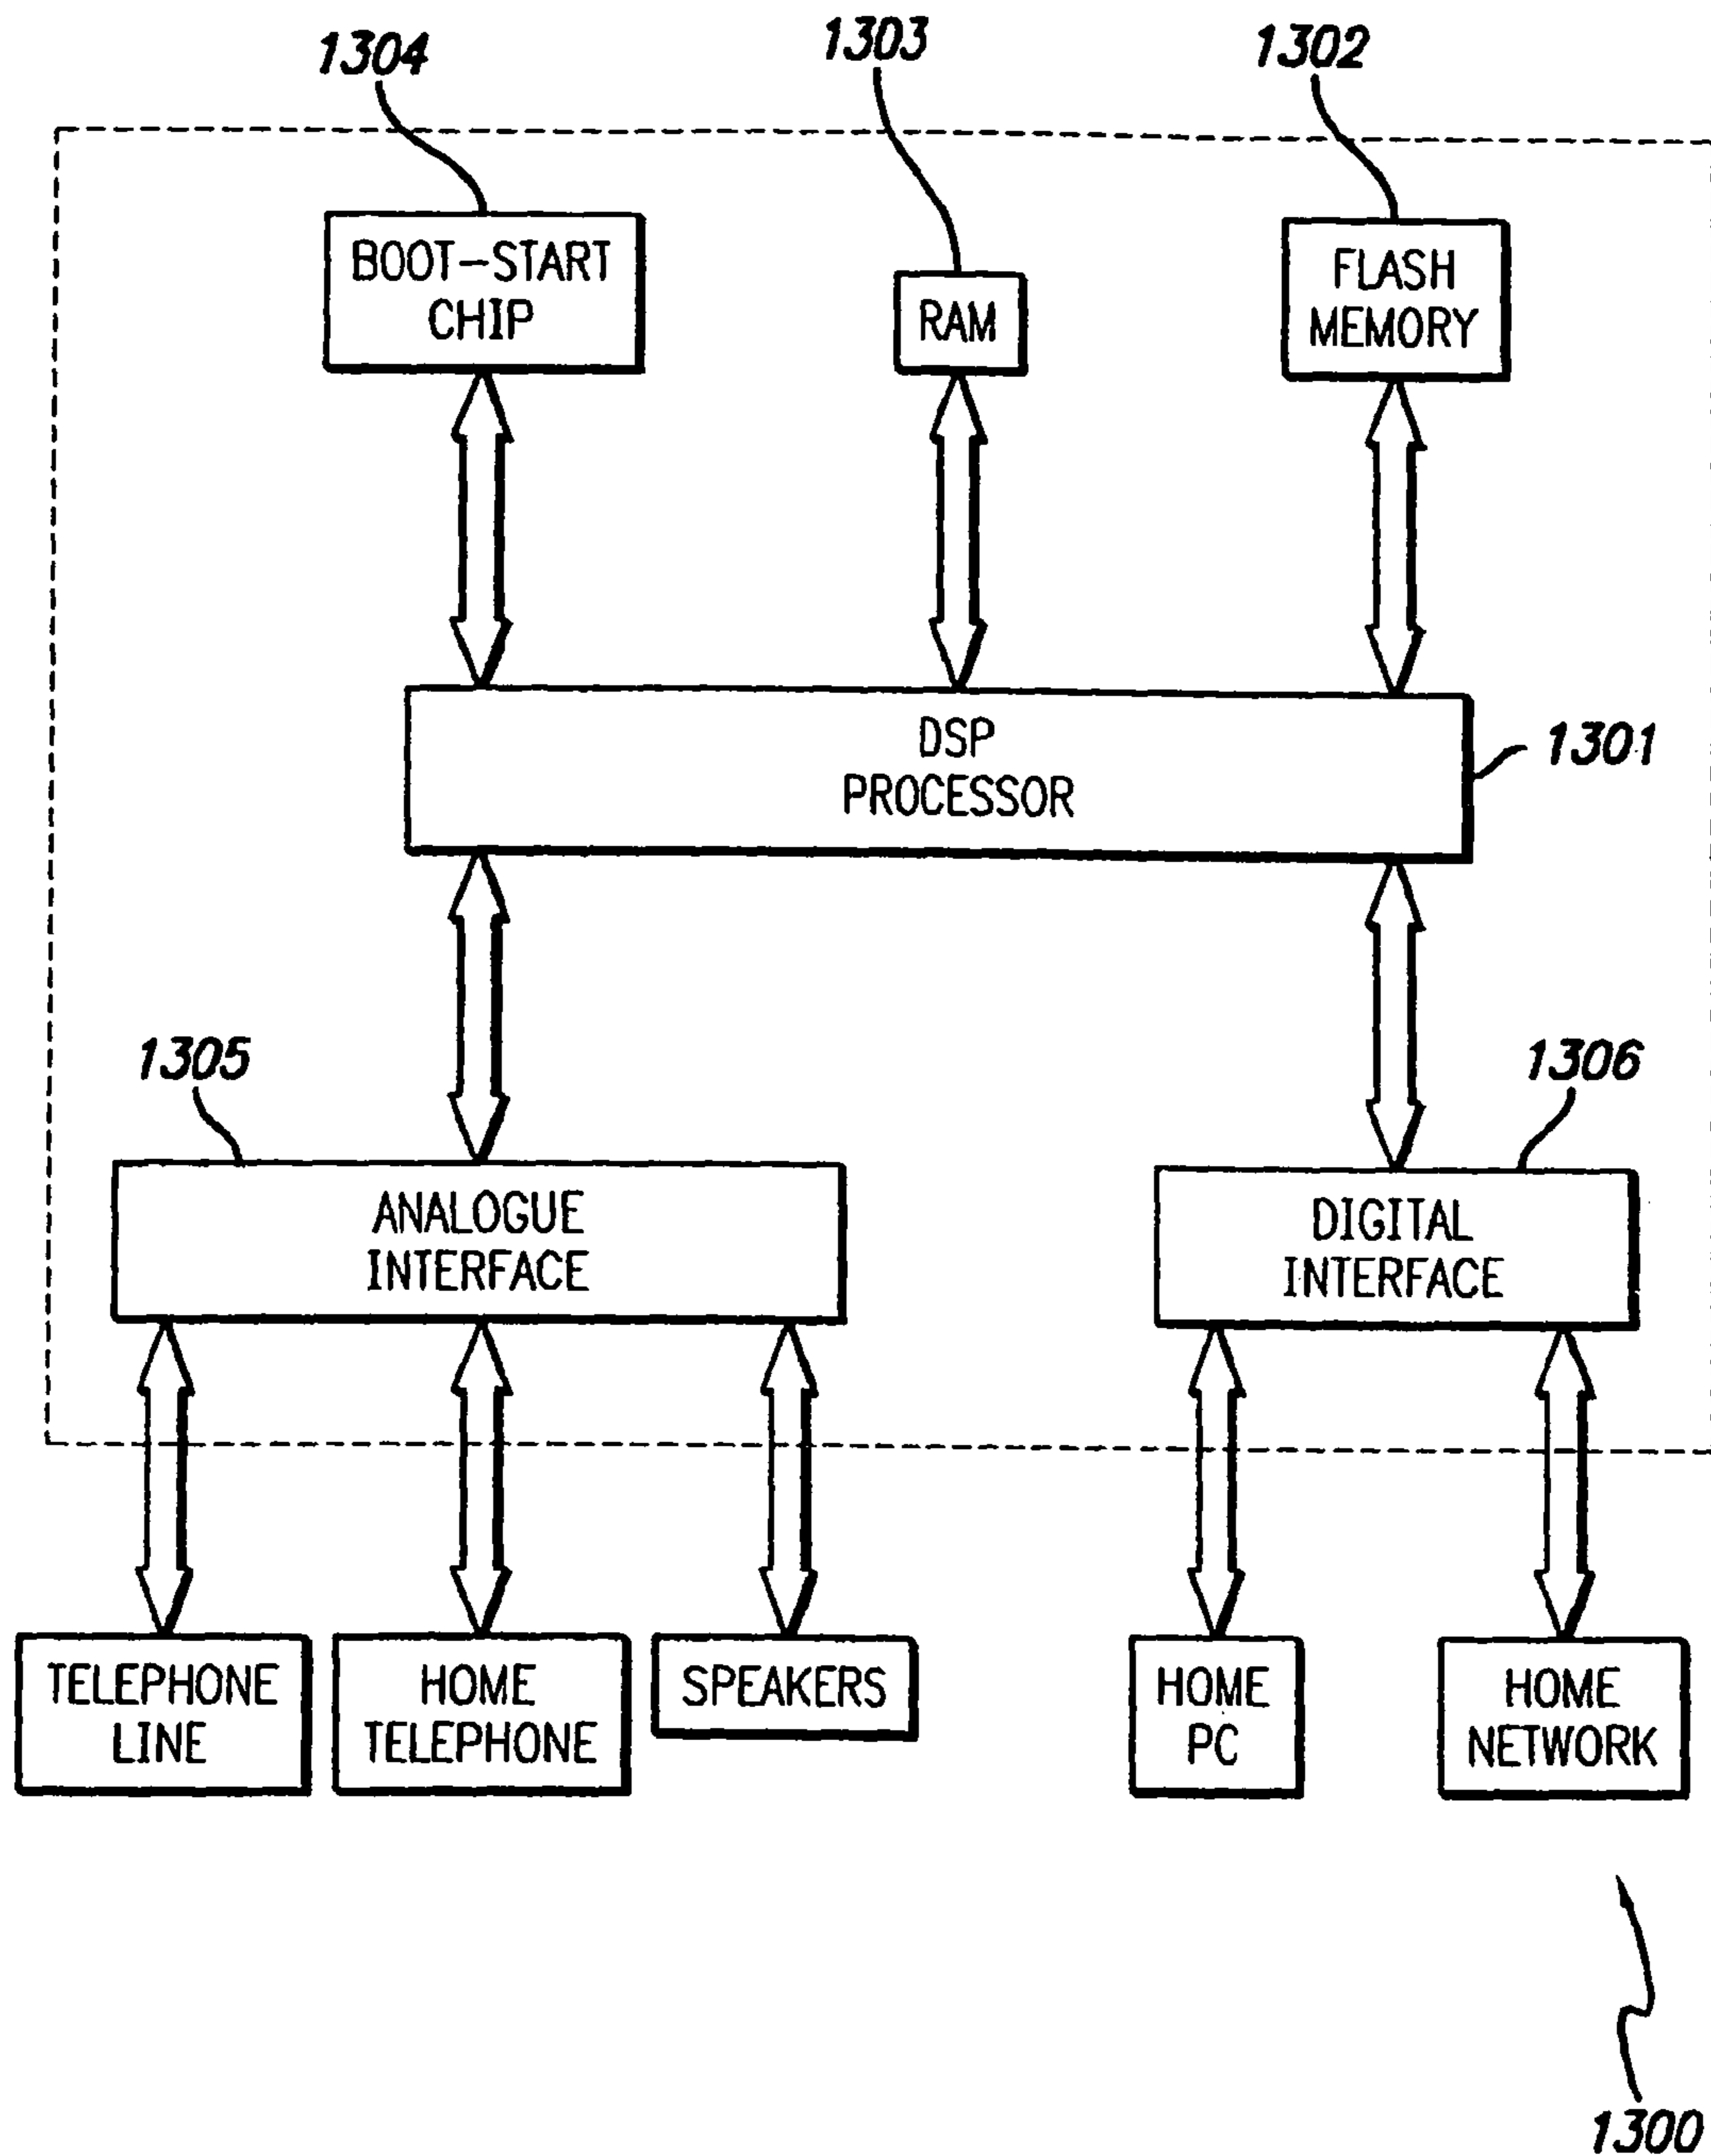 1304
1303
1302
BOOT-START
CHIP
RAM
FLASH
MEMORY
DSP
PROCESSOR
1301
1305
1306
ANALOGUE
INTERFACE
DIGITAL
INTERFACE
TELEPHONE
LINE
HOME
TELEPHONE
SPEAKERS
HOME
PC
HOME
NETWORK
1300